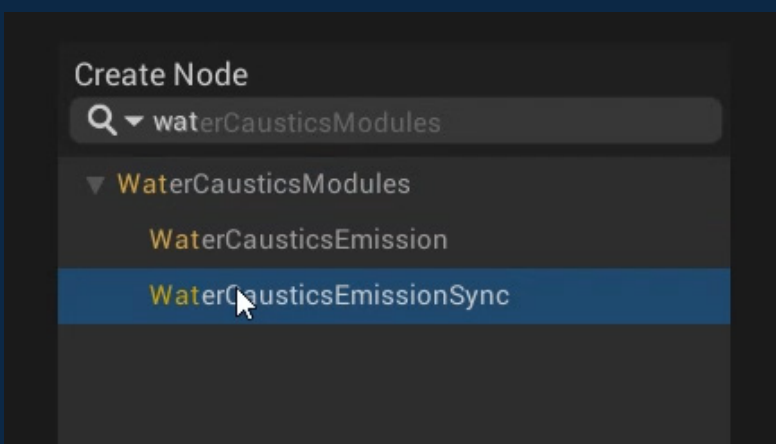 Create Node
waterCausticsModules
WaterCausticsModules
WaterCausticsEmission
WaterCausticsEmissionSync